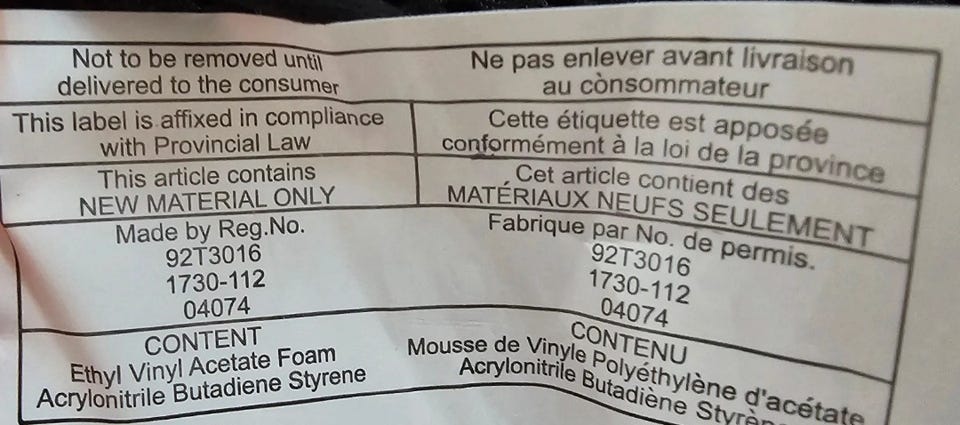 Not to be removed until
delivered to the consumer
Ne pas enlever avant livraison
au consommateur
This label is affixed in compliance
with Provincial Law
Cette étiquette est apposée
conformément à la loi de la province
This article contains
NEW MATERIAL ONLY
Cet article contient des
MATÉRIAUX NEUFS SEULEMENT
Made by Reg.No.
92T3016
1730-112
04074
Fabrique par No. de permis.
92T3016
1730-112
04074
CONTENT
Ethyl Vinyl Acetate Foam
Acrylonitrile Butadiene Styrene
CONTENU
Mousse de Vinyle Polyéthylène d'acétate
Acrylonitrile Butadiène